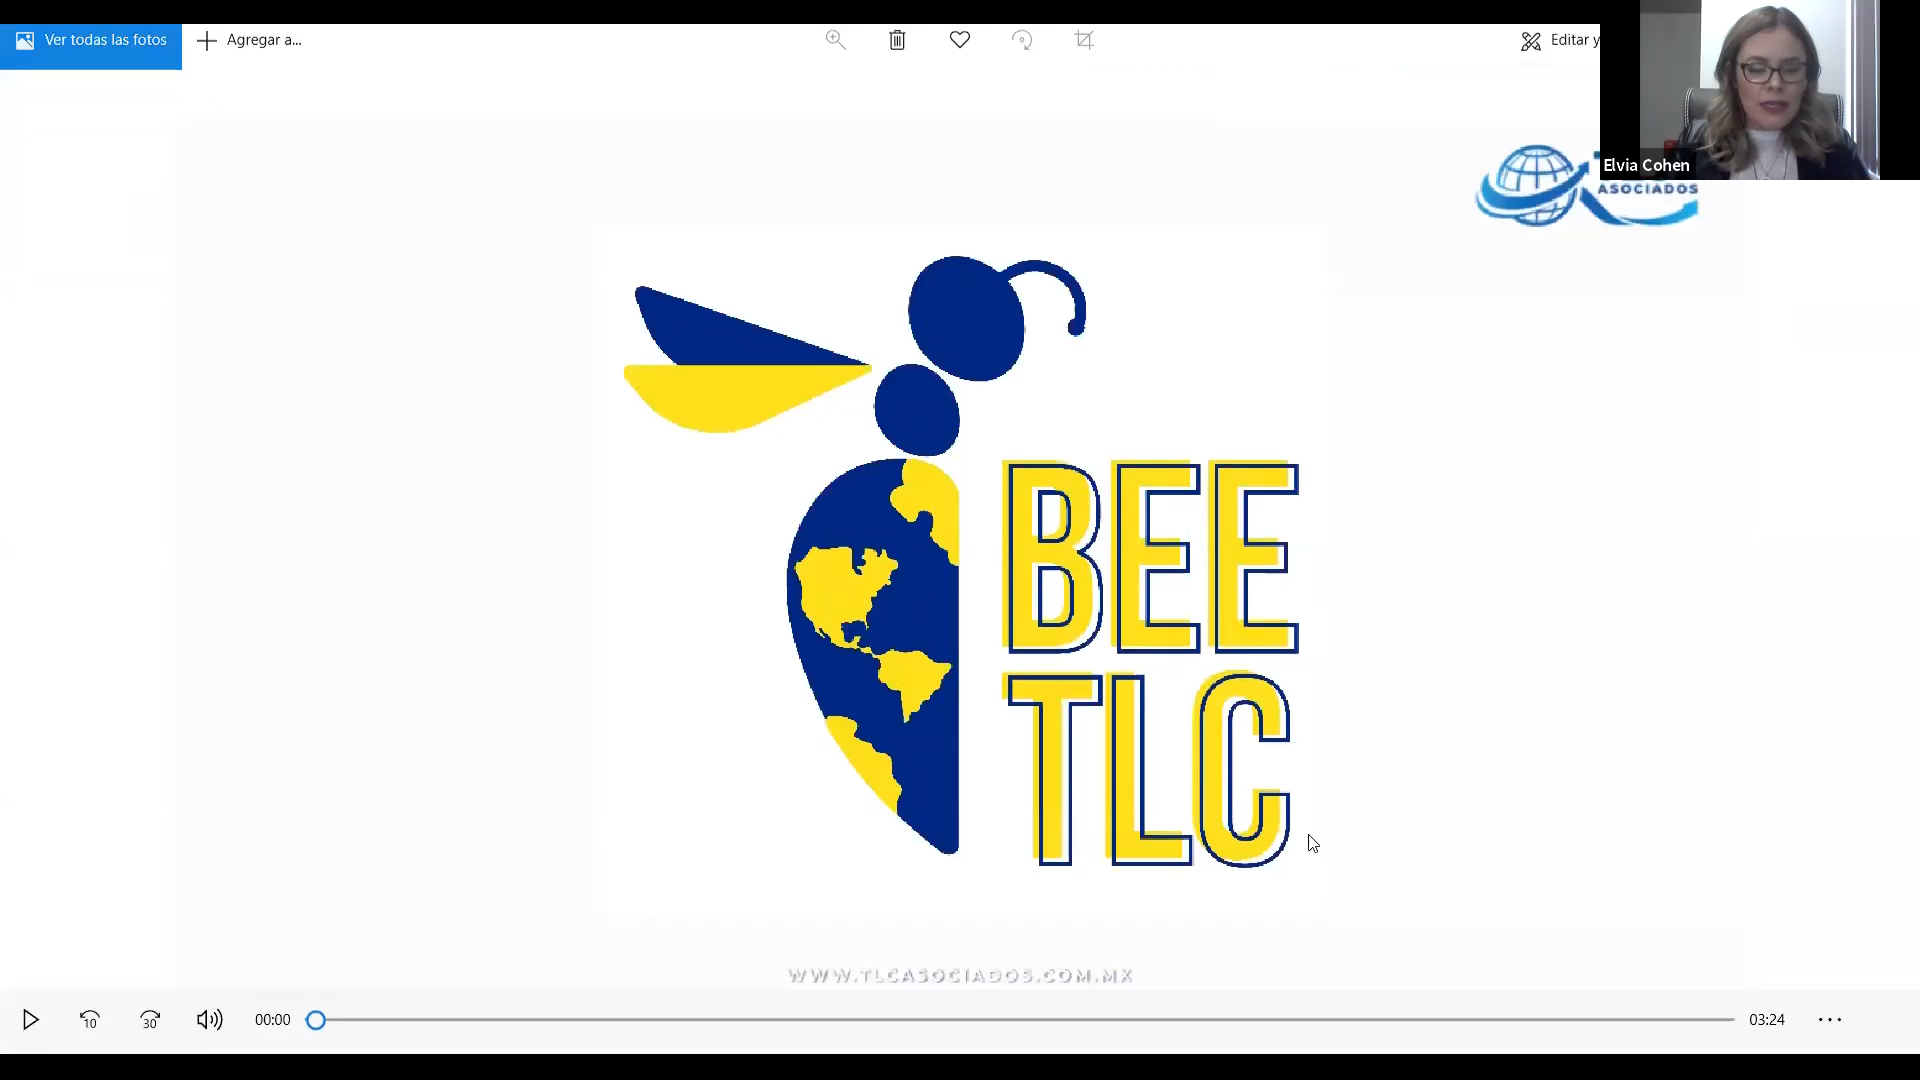 Ver todas las fotos
Agregar a...
Editar y
Elvia Cohen
ASOCIADOS
BEE
TLC
WWW.TLCASOCIADOS.COM.MX
10
30
00:00
03:24